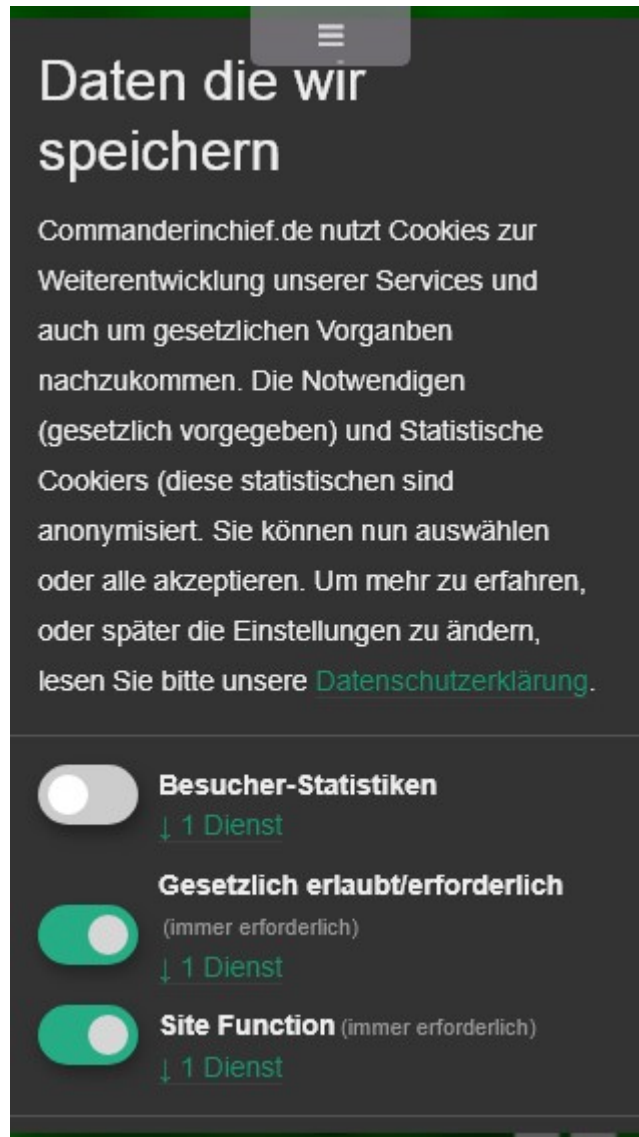 Daten die wir
speichern
Commanderinchief.de nutzt Cookies zur
Weiterentwicklung unserer Services und
auch um gesetzlichen Vorganben
nachzukommen. Die Notwendigen
(gesetzlich vorgegeben) und Statistische
Cookiers (diese statistischen sind
anonymisiert. Sie können nun auswählen
oder alle akzeptieren. Um mehr zu erfahren,
oder später die Einstellungen zu ändern,
lesen Sie bitte unsere Datenschutzerklärung.
Besucher-Statistiken
↓ 1 Dienst
Gesetzlich erlaubt/erforderlich
(immer erforderlich)
↓ 1 Dienst
Site Function (immer erforderlich)
↓ 1 Dienst